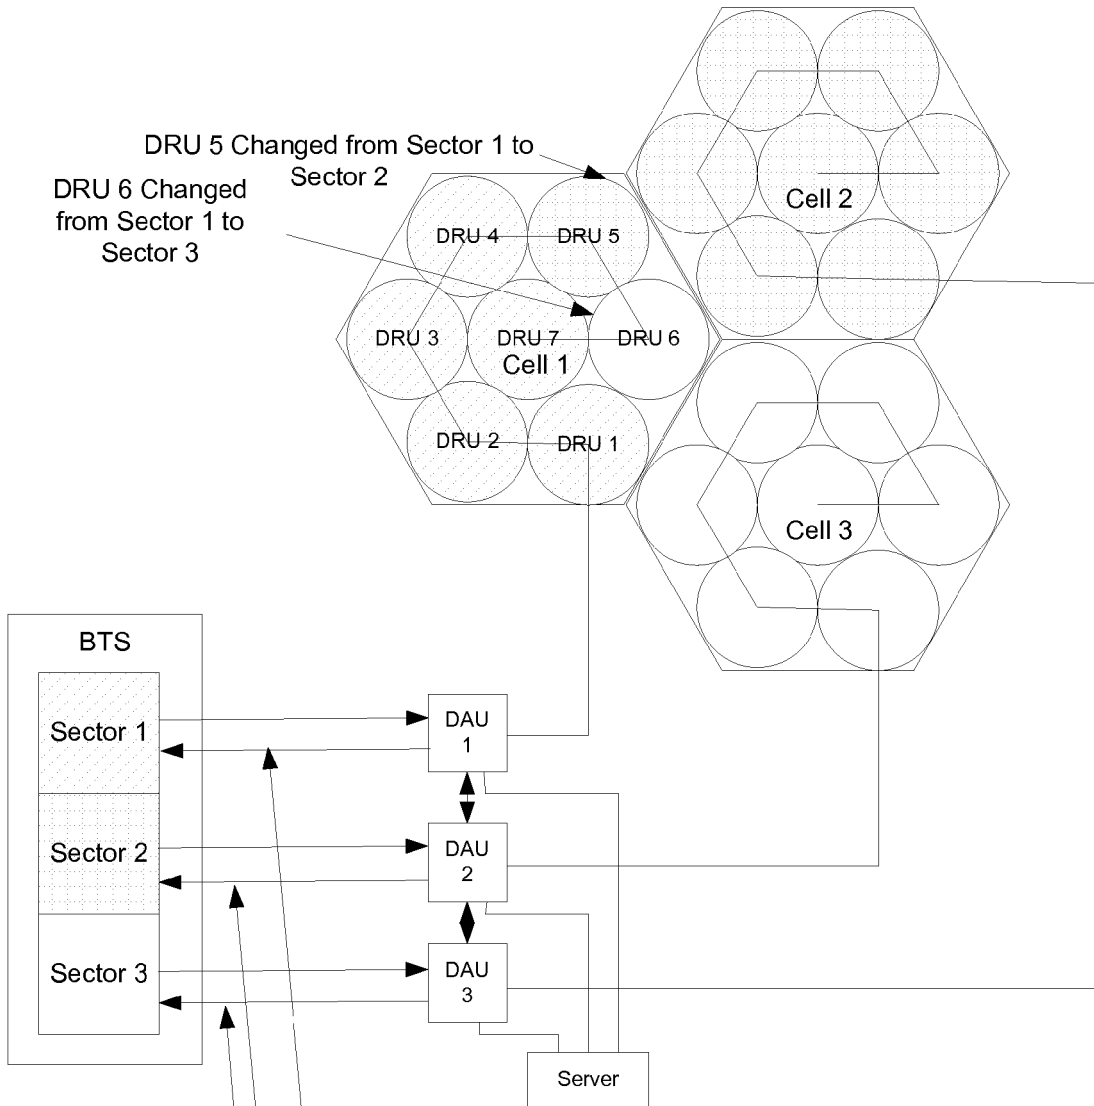 DRU 5 Changed from Sector 1 to
Sector 2
DRU 6 Changed
from Sector 1 to
Sector 3
Cell 2
DRU 4
DRU 5
DRU 3
DRU 7
DRU 6
Cell 1
DRU 2
DRU 1
Cell 3
BTS
Sector 1
DAU
1
Sector 2
DAU
2
Sector 3
DAU
3
Server